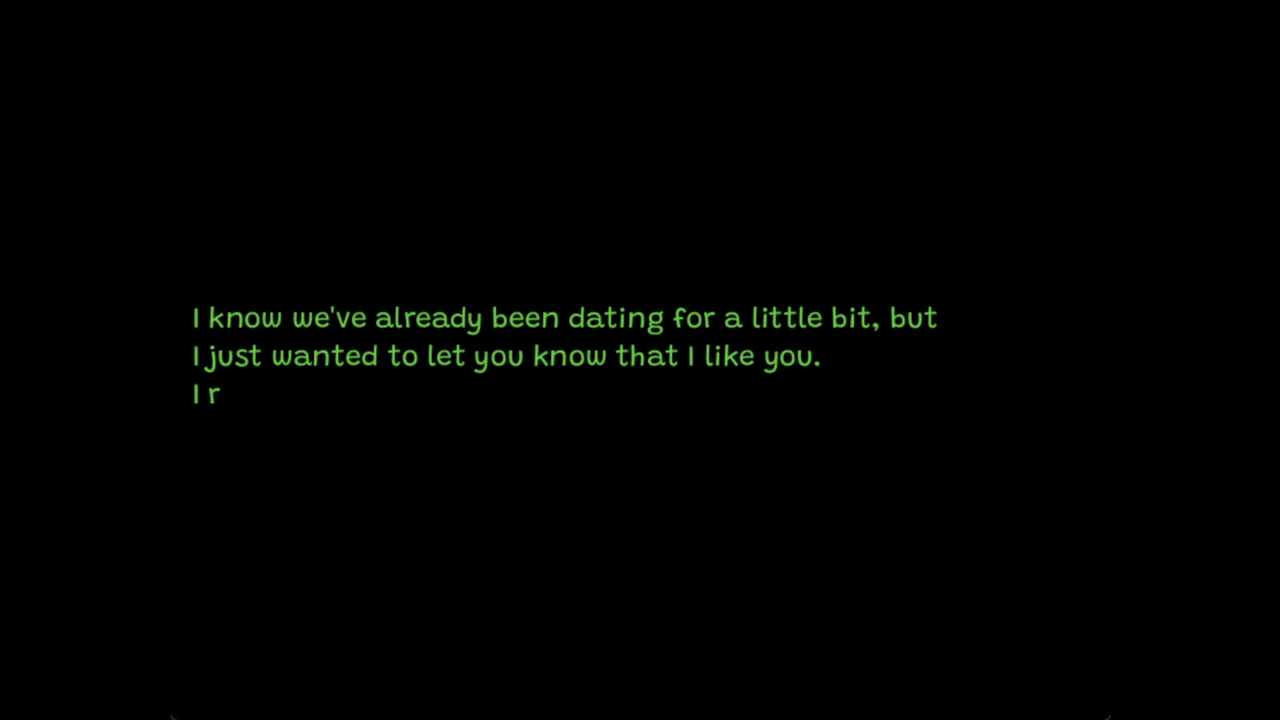 I know we've already been dating for a little bit, but
I just wanted to let you know that I like you.
I r